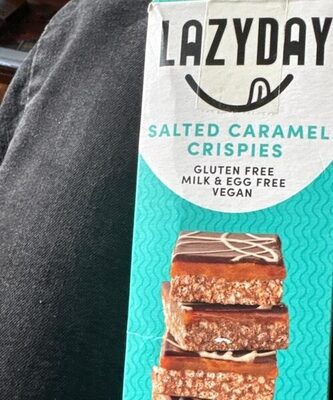 LAZYDAY
SALTED CARAMEL
CRISPIES
GLUTEN FREE
MILK & EGG FREE
VEGAN